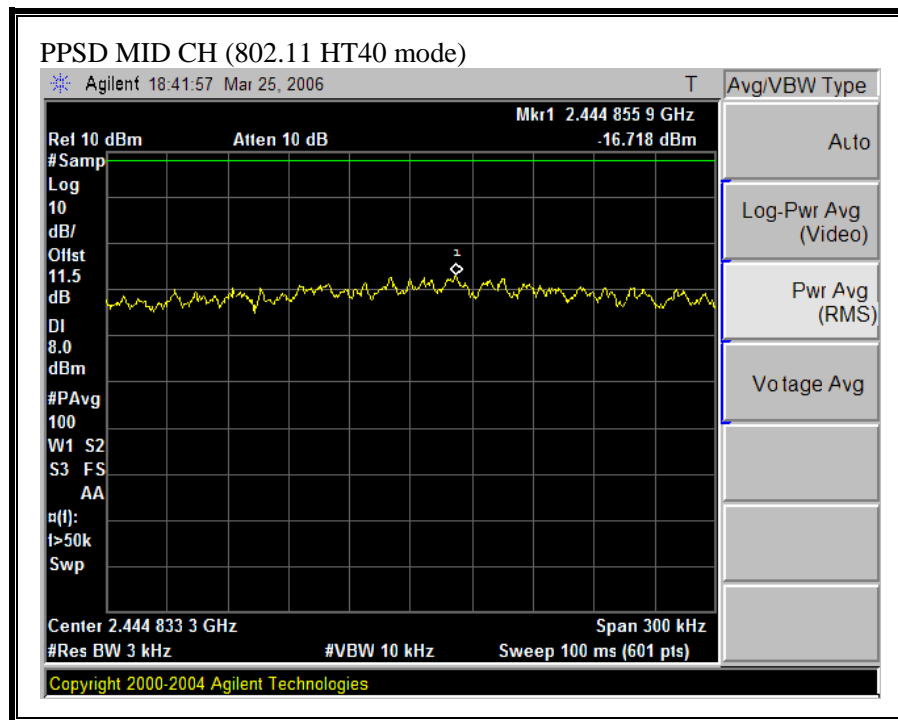 PPSD MID CH (802.11 HT40 mode)
Agilent 18:41:57 Mar 25, 2006 T
Avg/VBW Type
Mkr1 2.444 855 9 GHz
Ref 10 dBm Atten 10 dB -16.718 dBm
Auto
#Samp
Log
10
dB/
Offst
11.5
dB
DI
8.0
dBm
#PAvg
100
W1 S2
S3 FS
AA
¤(f):
f>50k
Swp
1
Log-Pwr Avg
(Video)
Pwr Avg
(RMS)
Vo tage Avg
Center 2.444 833 3 GHz Span 300 kHz
#Res BW 3 kHz #VBW 10 kHz Sweep 100 ms (601 pts)
Copyright 2000-2004 Agilent Technologies